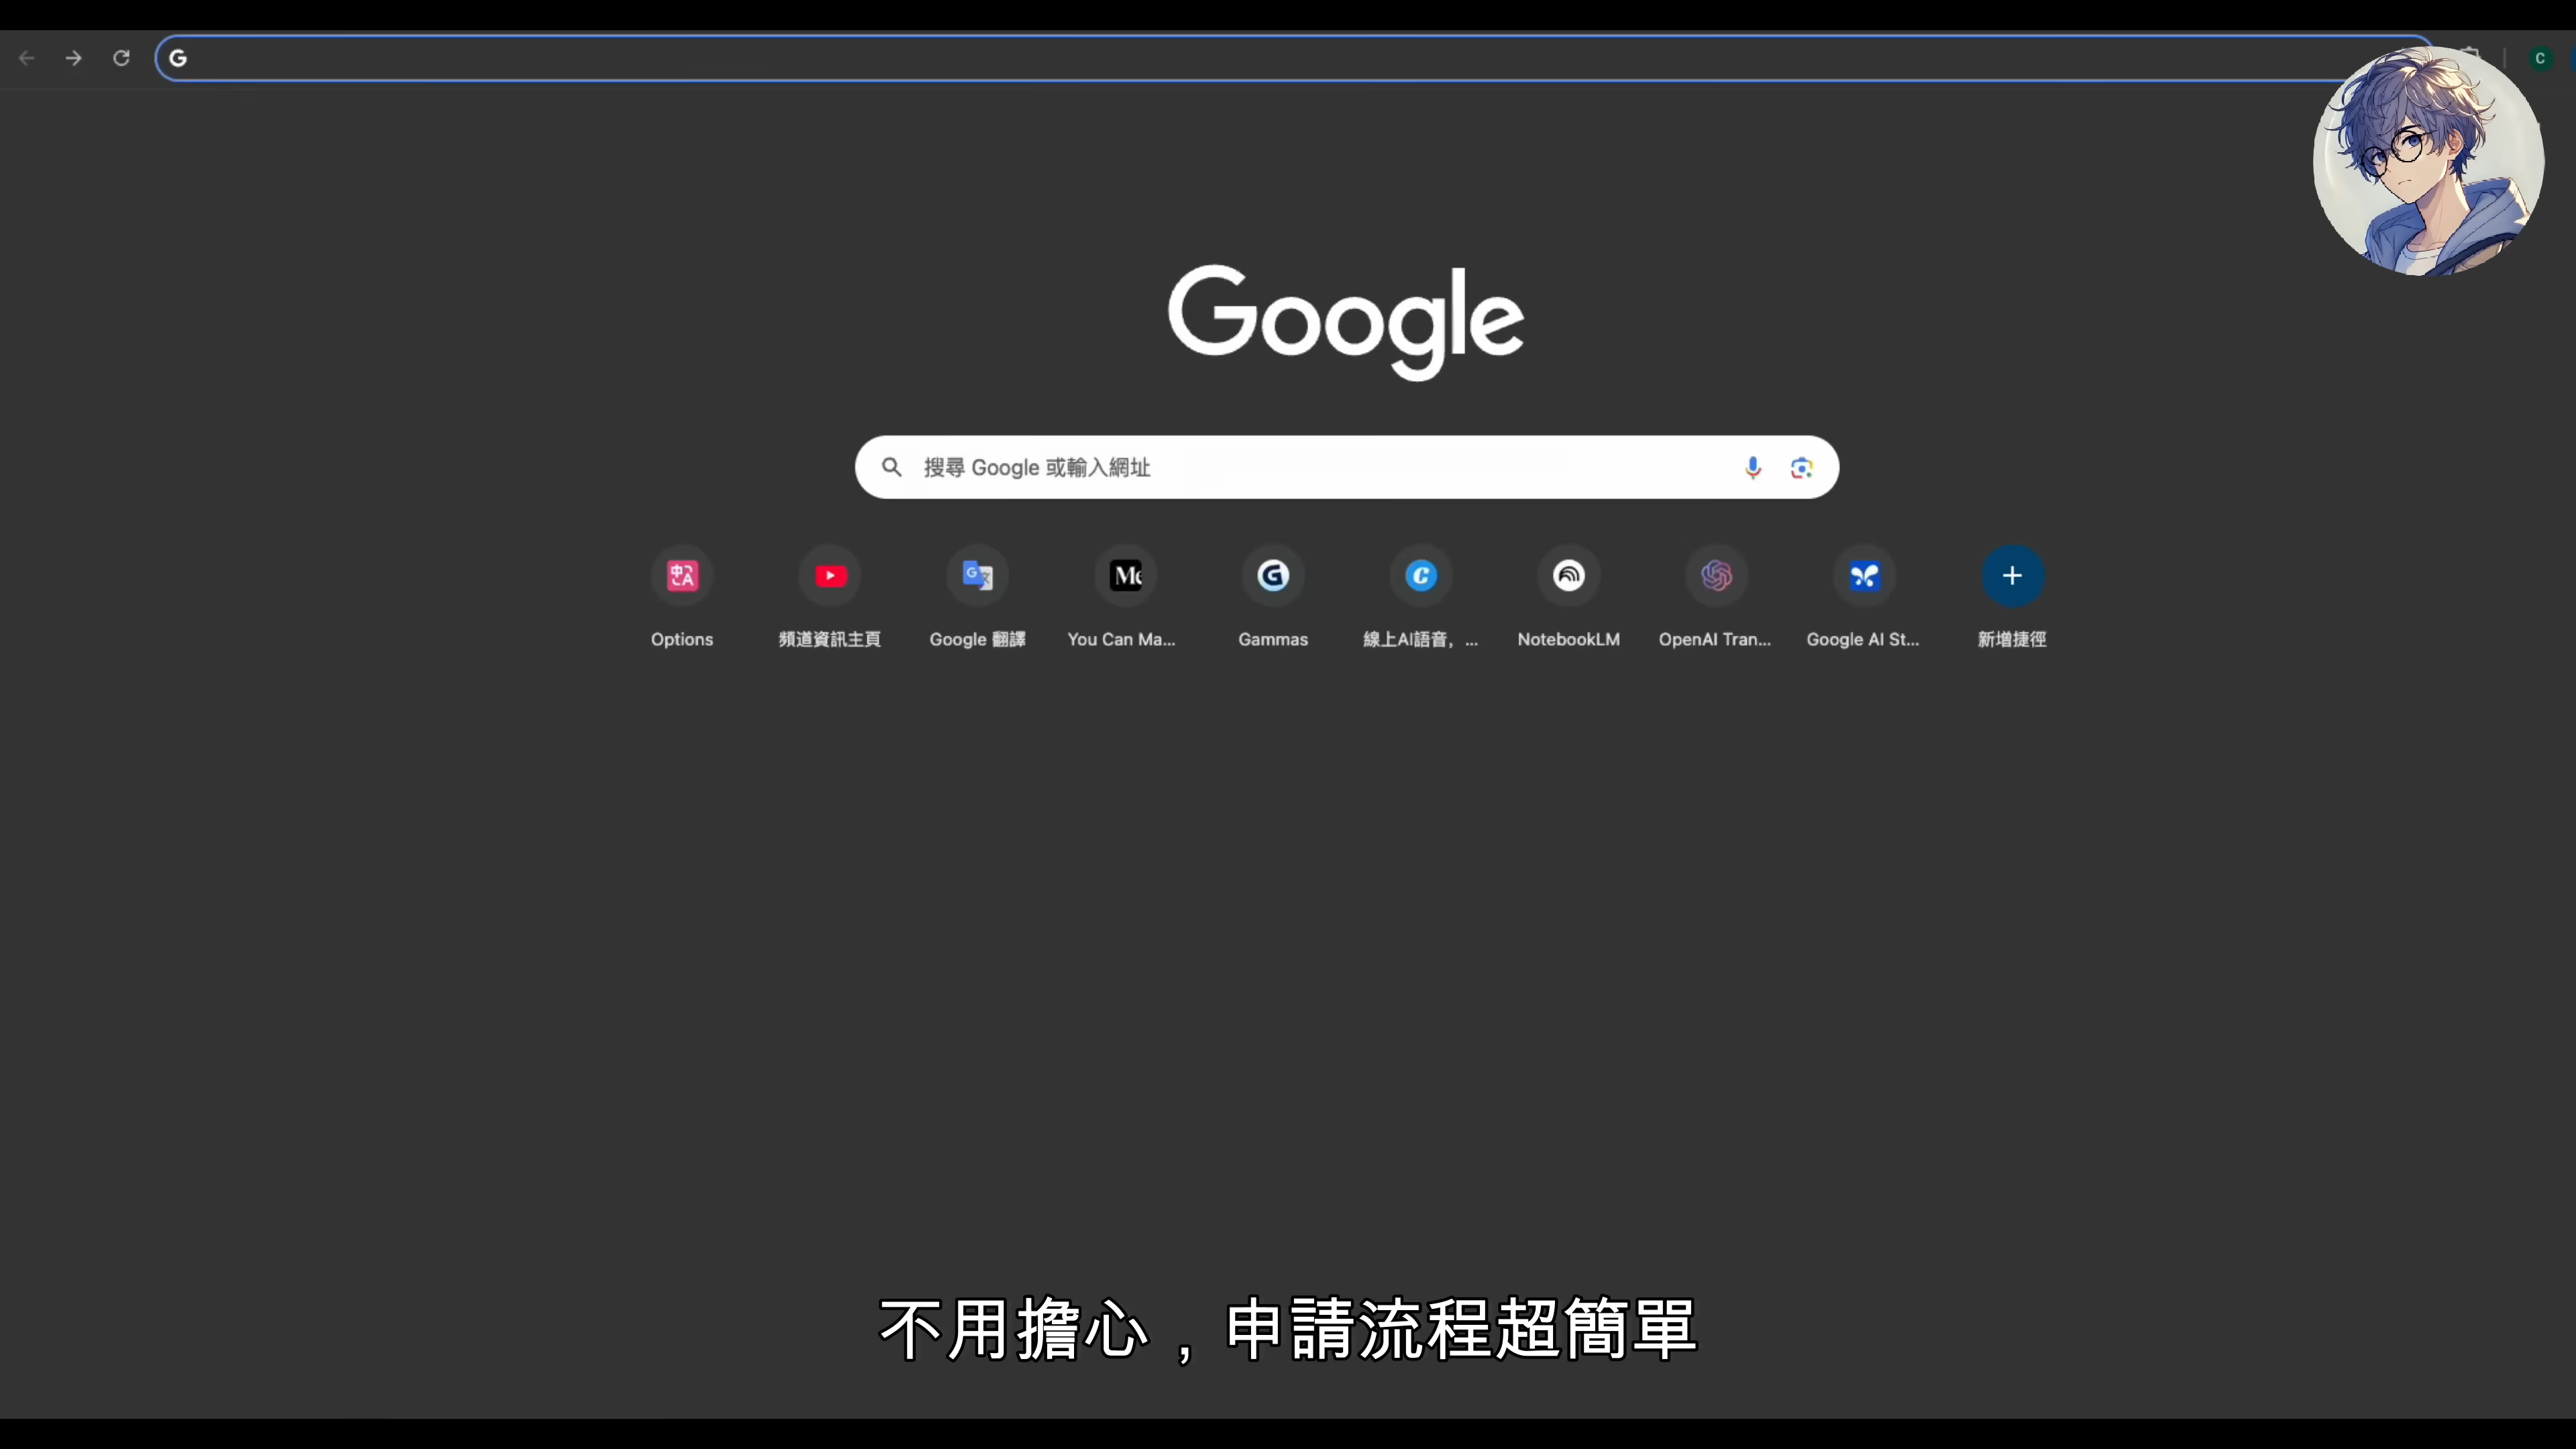 C
Google
搜尋 Google 或輸入網址
Options
頻道資訊主頁
Google 翻譯
You Can Ma...
Gammas
線上AI語音，...
NotebookLM
OpenAI Tran...
Google AI St...
新增捷徑
不用擔心，申請流程超簡單